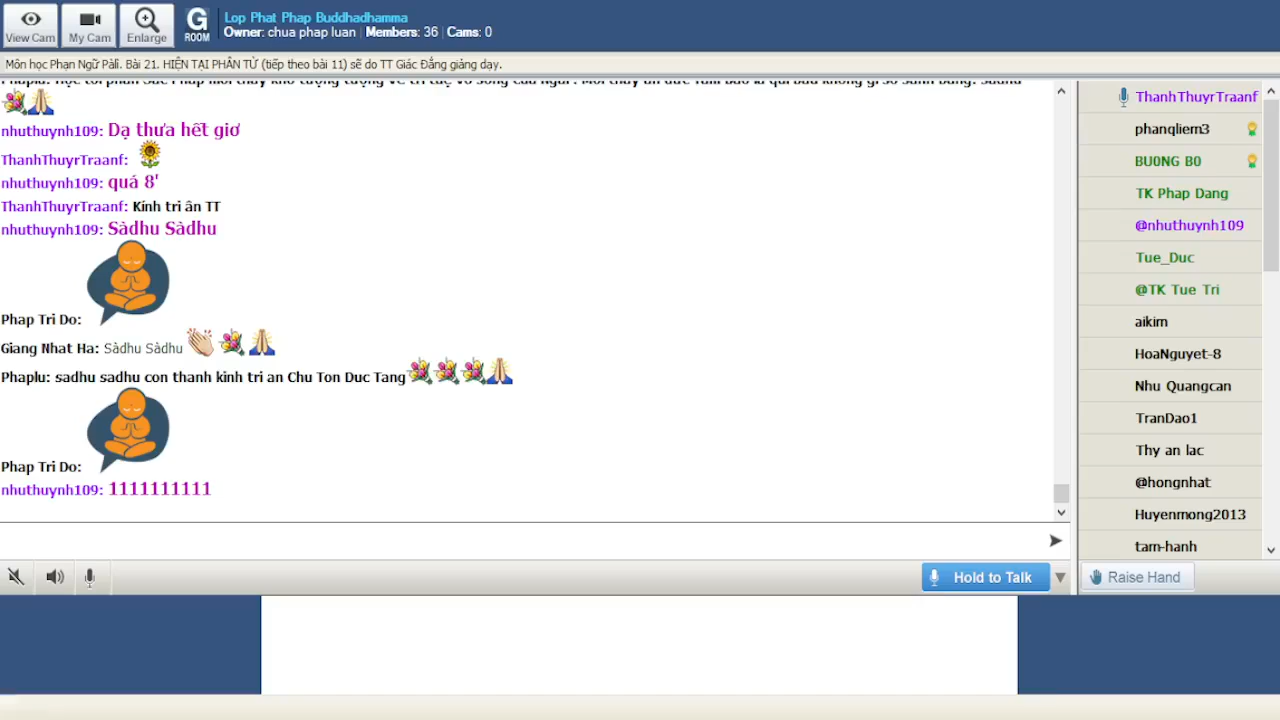 View Cam
My Cam
Enlarge
G
ROOM
Lop Phat Phap Buddhadhamma
Owner: chua phap luan | Members: 36 | Cams: 0
Môn học Phạn Ngữ Pàli. Bài 21. HIỆN TẠI PHÂN TỪ (tiếp theo bài 11) sẽ do TT Giác Đẳng giảng dạy.
nhuthuynh109: Dạ thưa hết giơ
ThanhThuyrTraanf:
nhuthuynh109: quá 8'
ThanhThuyrTraanf: Kính tri ân TT
nhuthuynh109: Sàdhu Sàdhu
Phap Tri Do:
Giang Nhat Ha: Sàdhu Sàdhu
Phaplu: sadhu sadhu con thanh kinh tri an Chu Ton Duc Tang
Phap Tri Do:
nhuthuynh109: 1111111111
Hold to Talk
ThanhThuyrTraanf
phanqliem3
BU0NG B0
TK Phap Dang
@nhuthuynh109
Tue_Duc
@TK Tue Tri
aikim
HoaNguyet-8
Nhu Quangcan
TranDao1
Thy an lac
@hongnhat
Huyenmong2013
tam-hanh
Raise Hand